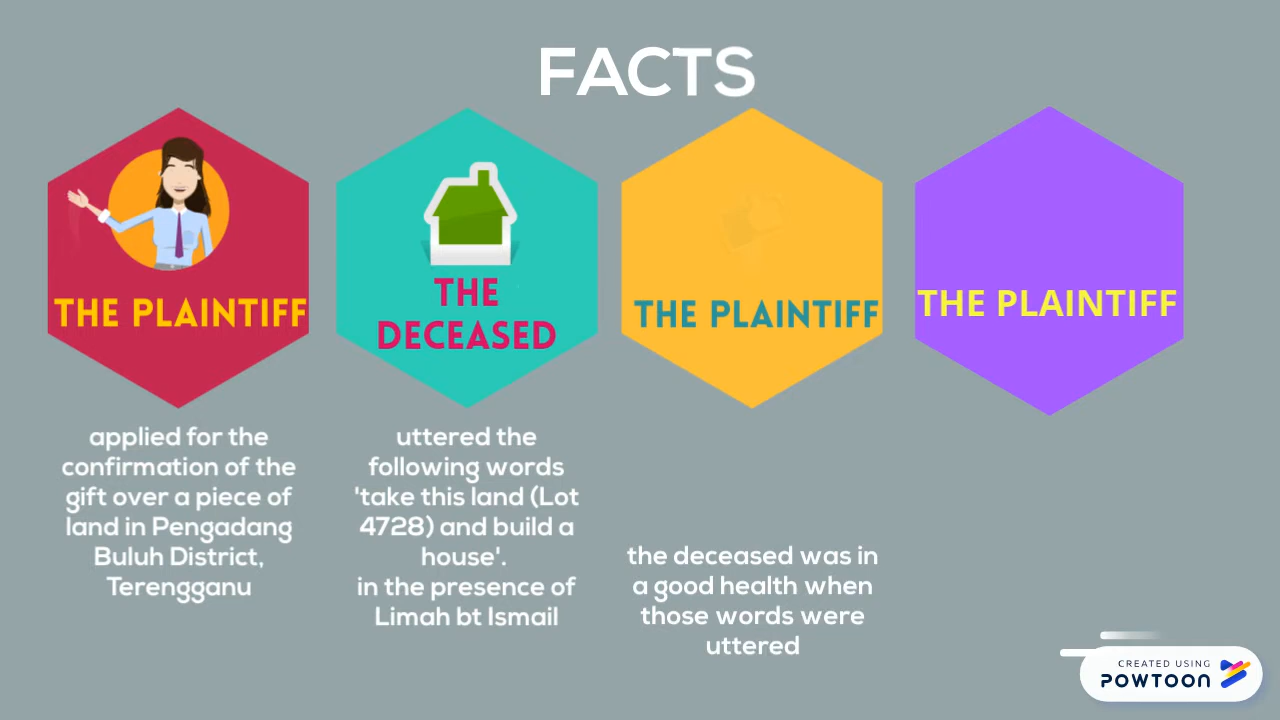 FACTS
THE PLAINTIFF
applied for the
confirmation of the
gift over a piece of
land in Pengadang
Buluh District,
Terengganu
THE
DECEASED
uttered the
following words
'take this land (Lot
4728) and build a
house'.
in the presence of
Limah bt Ismail
THE PLAINTIFF
the deceased was in
a good health when
those words were
uttered
THE PLAINTIFF
CREATED USING
POWTOON